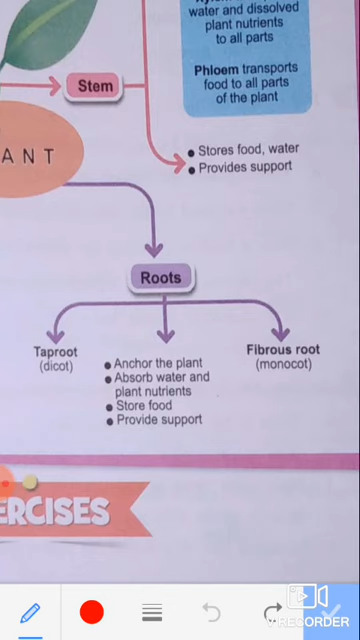 water and dissolved
plant nutrients
to all parts
Phloem transports
food to all parts
of the plant
Stem
ANT
● Stores food, water
● Provides support
Roots
Taproot
(dicot)
● Anchor the plant
● Absorb water and
plant nutrients
● Store food
● Provide support
Fibrous root
(monocot)
ERCISES
V RECORDER